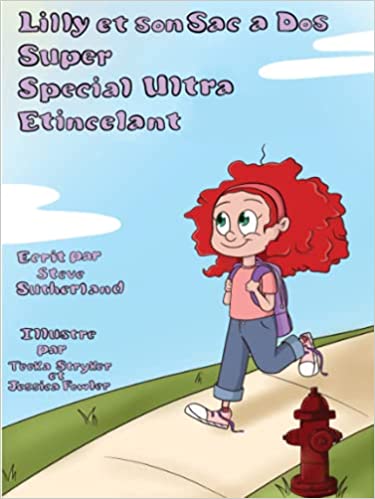 Lilly et son Sac a Dos
Super
Special Ultra
Etincelant
Ecrit par
Steve
Sutherland
Illustre
par
Tecka Stryker
et
Jessica Fowler